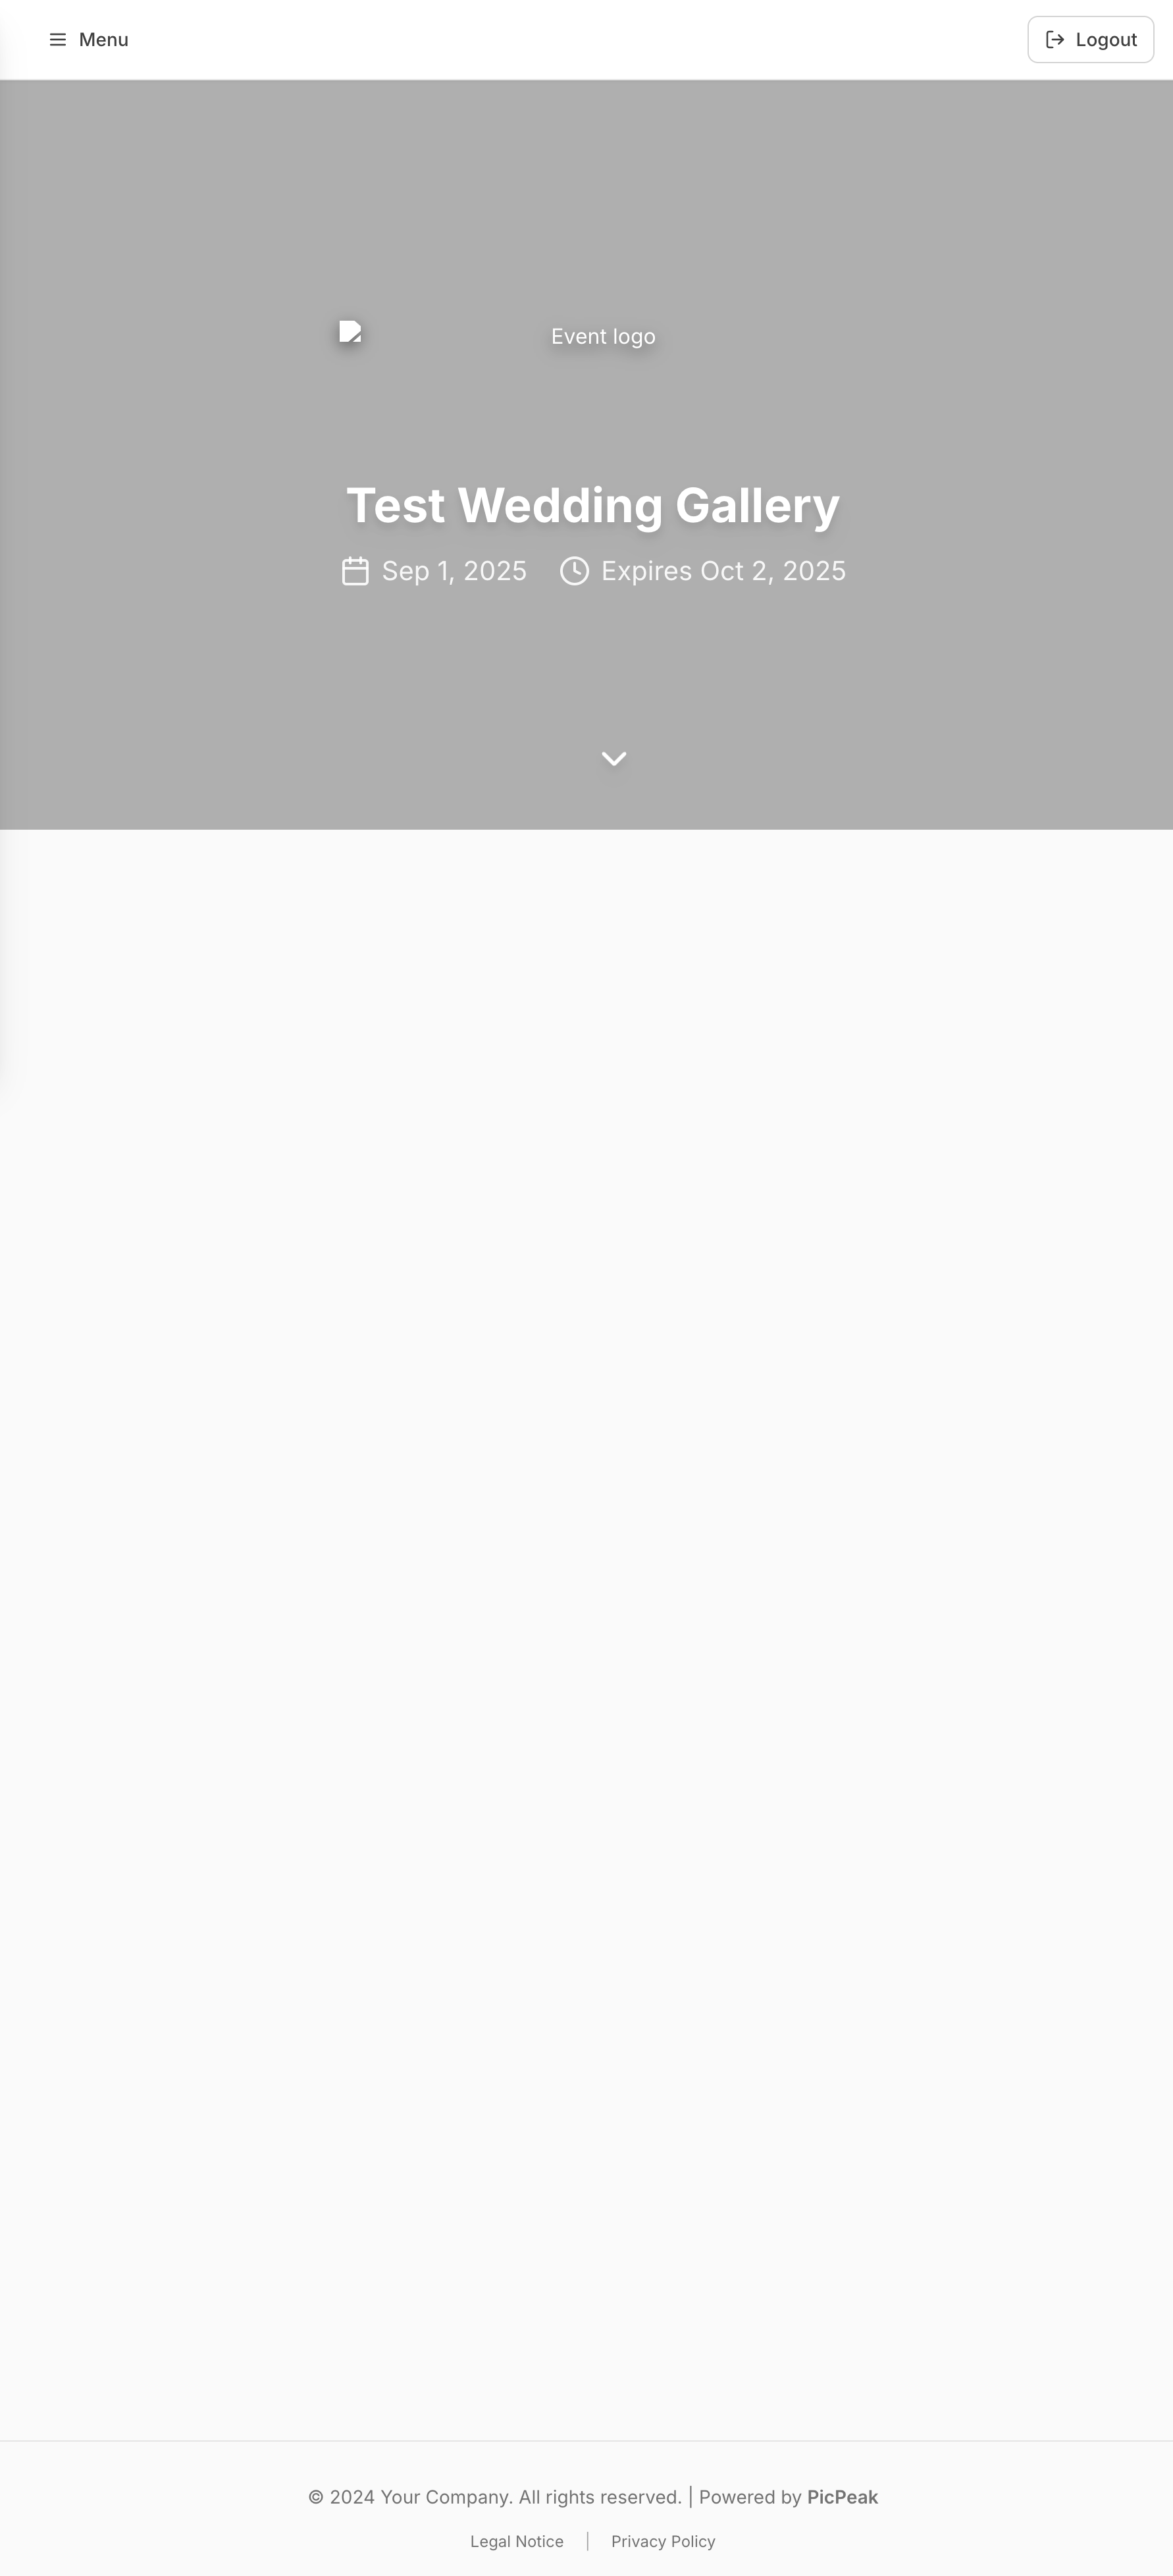 Menu
Logout
Event logo
Test Wedding Gallery
Sep 1, 2025 Expires Oct 2, 2025
© 2024 Your Company. All rights reserved. | Powered by PicPeak
Legal Notice | Privacy Policy